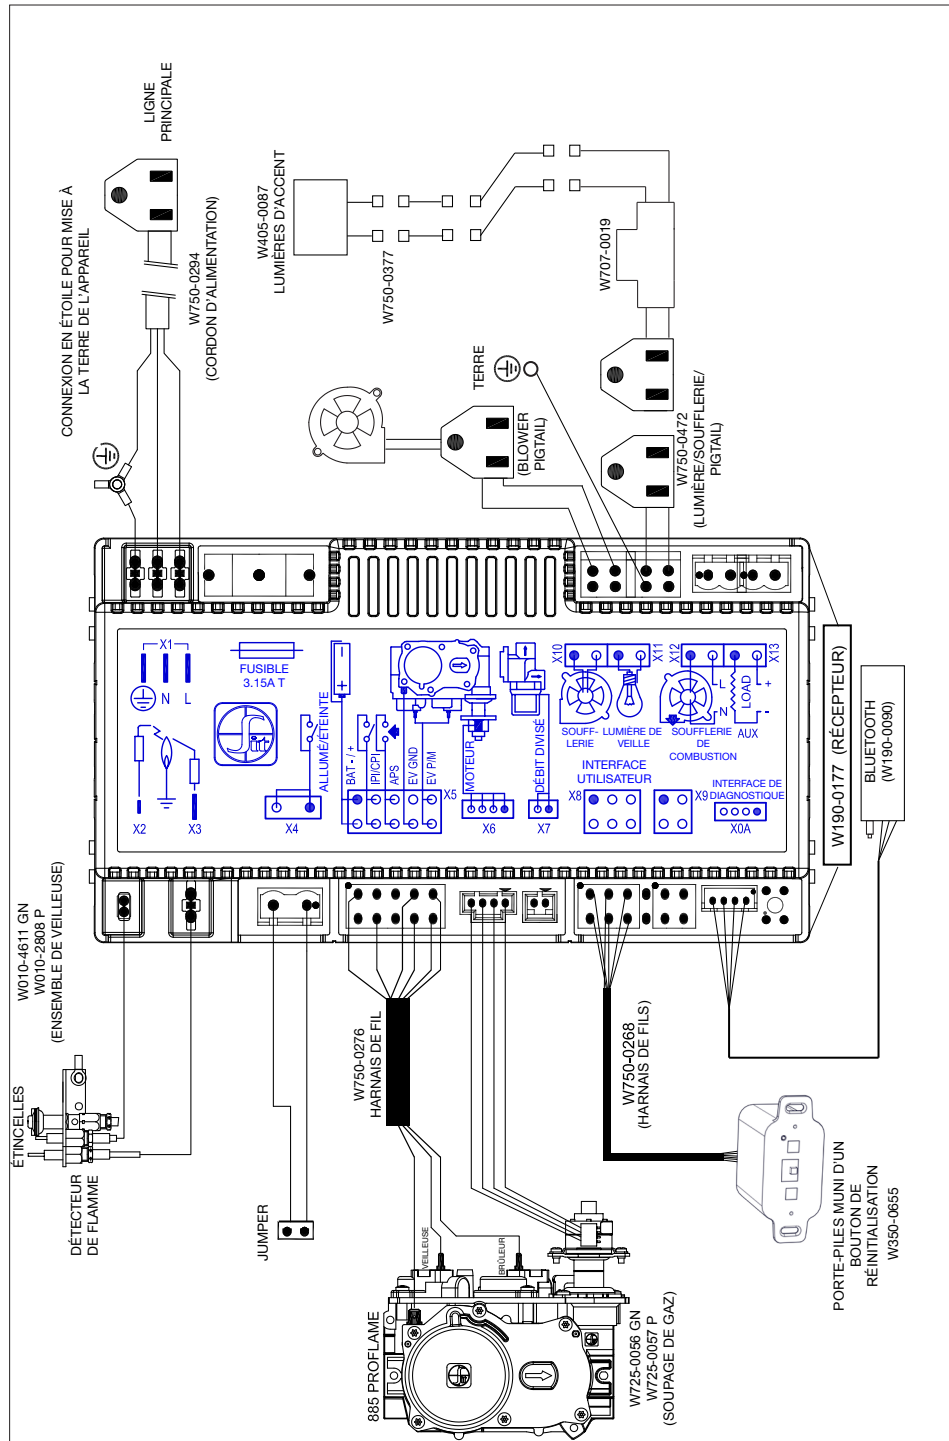 LIGNE
PRINCIPALE
CONNEXION EN ÉTOILE POUR MISE À
LA TERRE DE L'APPAREIL
W750-0294
(CORDON D'ALIMENTATION)
W405-0087
LUMIÈRES D'ACCENT
W750-0377
W707-0019
TERRE
(BLOWER
PIGTAIL)
W750-0472
(LUMIÈRE/SOUFFLERIE/
PIGTAIL)
X1
N
L
FUSIBLE
3.15A T
X2
X3
Sit
ALLUMÉ/ÉTEINTE
X4
- +
BAT -/+
IPI/CPI
APS
EV GND
EV P/M
X5
MOTEUR
X6
DÉBIT DIVISÉ
X7
X10
X11
X12
X13
SOUFF-
LERIE
LUMIÈRE DE
VEILLE
SOUFFLERIE
DE
COMBUSTION
L
N
LOAD
+
-
AUX
INTERFACE
UTILISATEUR
X8
X9
INTERFACE DE
DIAGNOSTIQUE
X0A
W190-0177 (RÉCEPTEUR)
BLUETOOTH
(W190-0090)
W010-4611 GN
W010-2808 P
(ENSEMBLE DE VEILLEUSE)
ÉTINCELLES
DÉTECTEUR
DE FLAMME
JUMPER
W750-0276
HARNAIS DE FIL
W750-0268
(HARNAIS DE FILS)
VEILLEUSE
BRÛLEUR
885 PROFLAME
W725-0056 GN
W725-0057 P
(SOUPAGE DE GAZ)
PORTE-PILES MUNI D'UN
BOUTON DE
RÉINITIALISATION
W350-0655